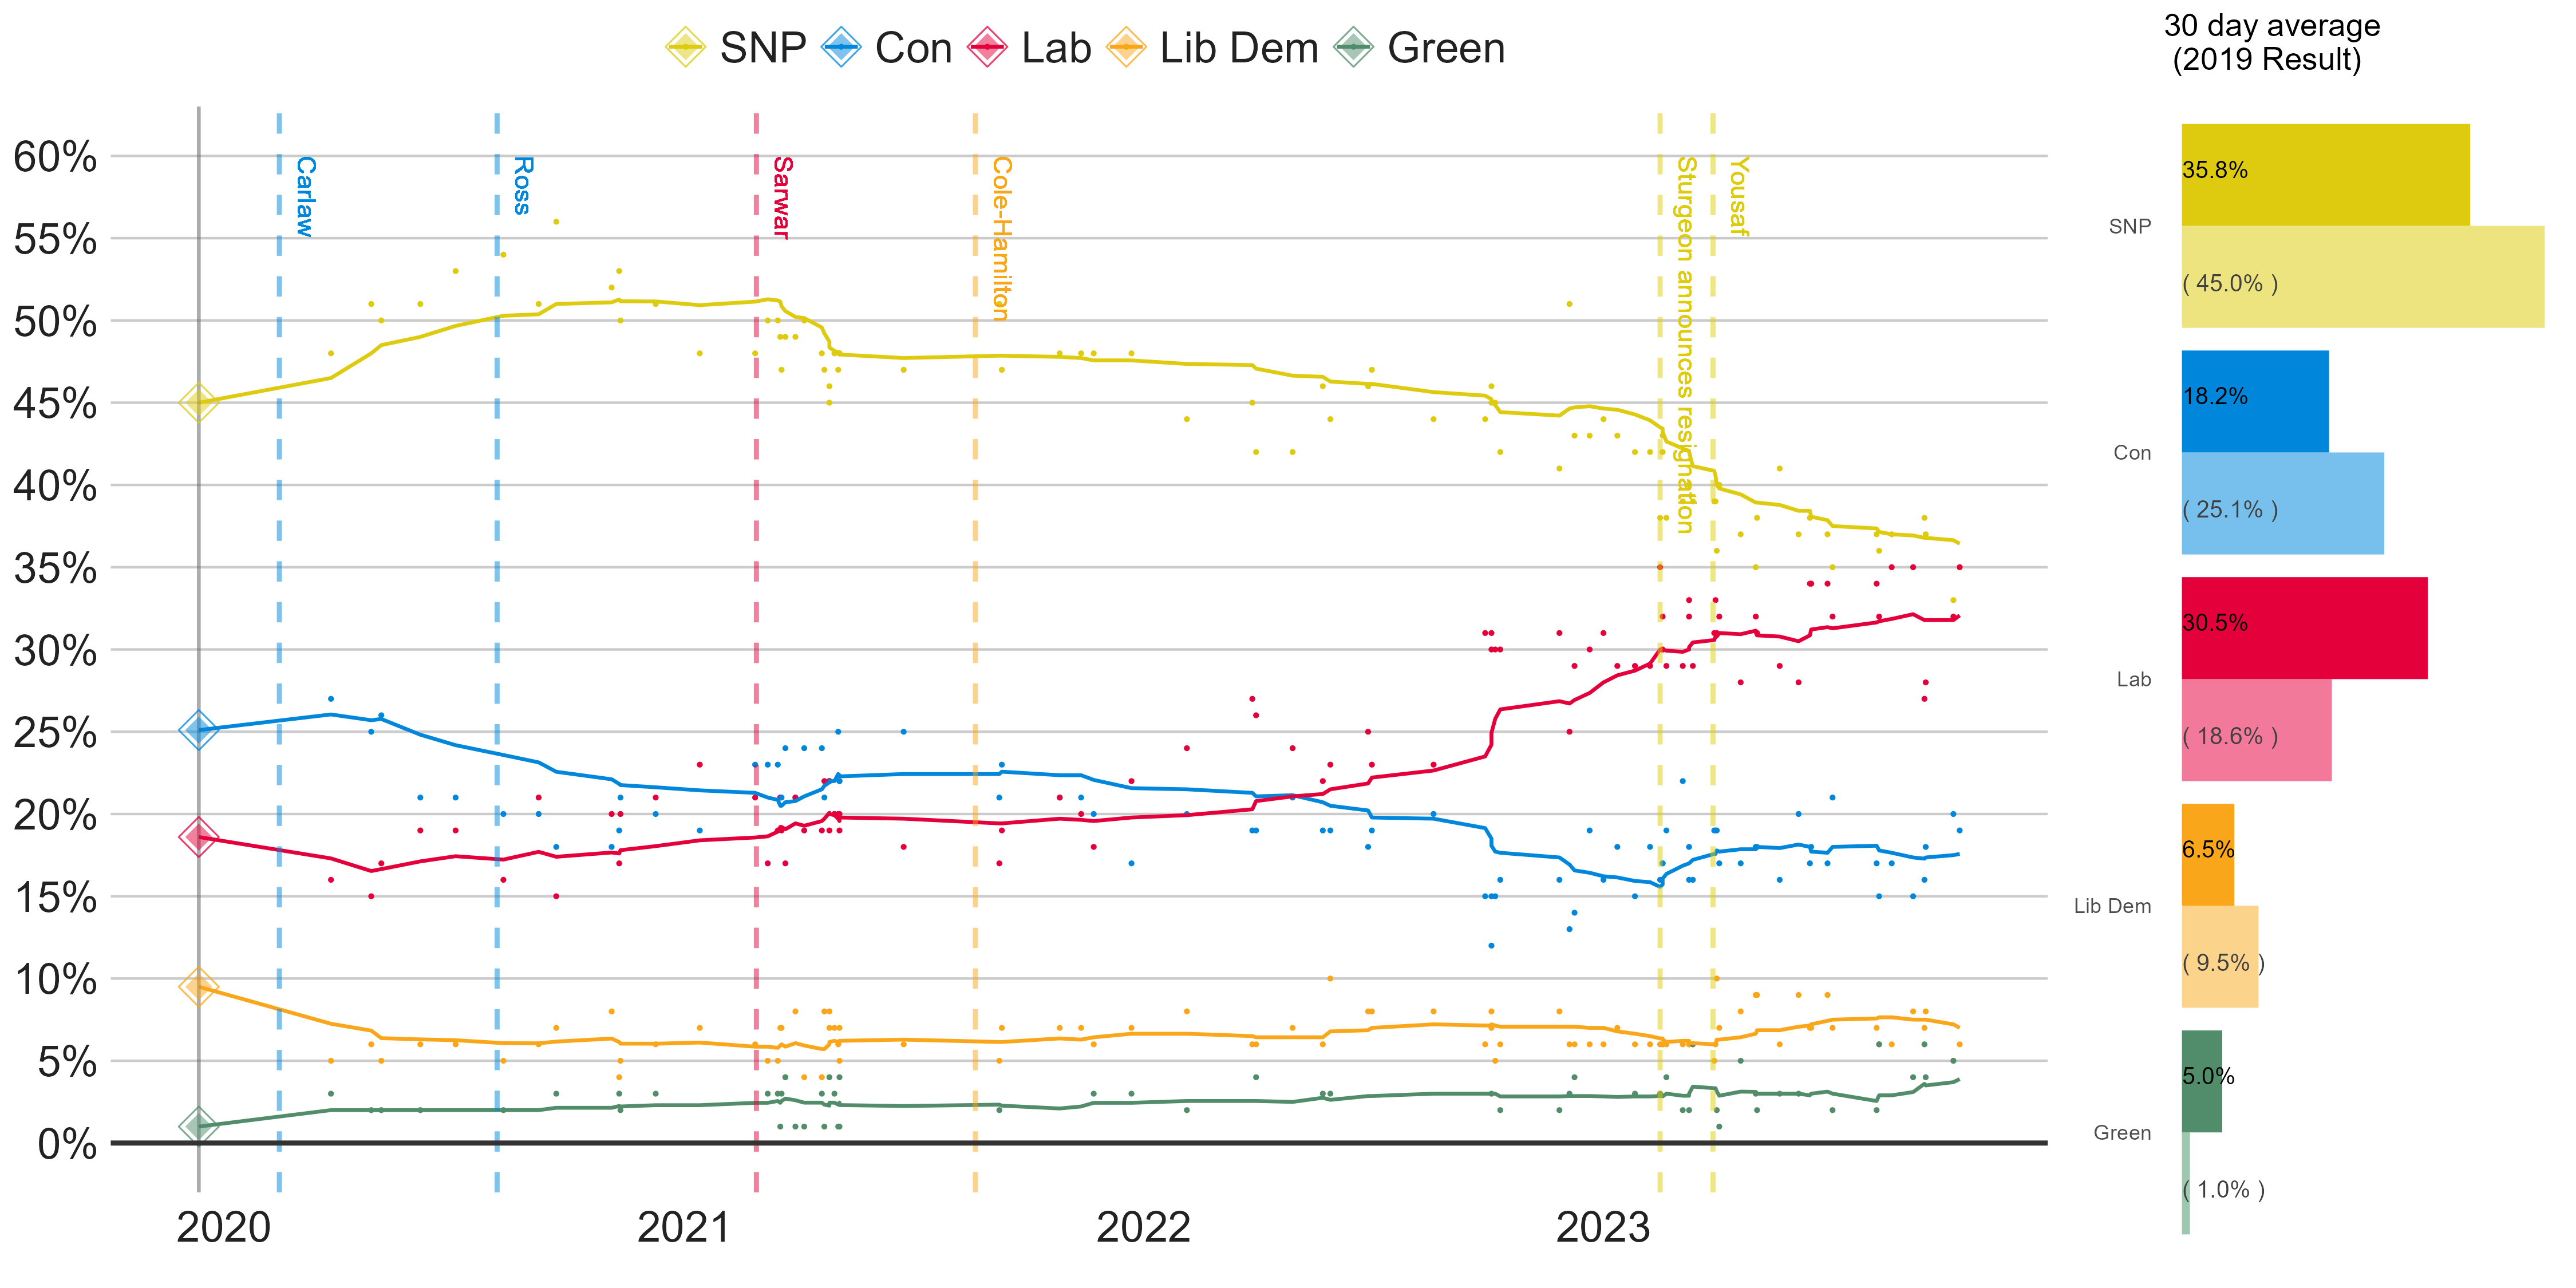 SNP Con Lab Lib Dem Green
30 day average
(2019 Result)
60%
55%
50%
45%
40%
35%
30%
25%
20%
15%
10%
5%
0%
Carlaw
Ross
Sarwar
Cole-Hamilton
Sturgeon announces resignation
Yousaf
2020 2021 2022 2023
SNP
35.8%
( 45.0% )
Con
18.2%
( 25.1% )
Lab
30.5%
( 18.6% )
Lib Dem
6.5%
( 9.5% )
Green
5.0%
( 1.0% )